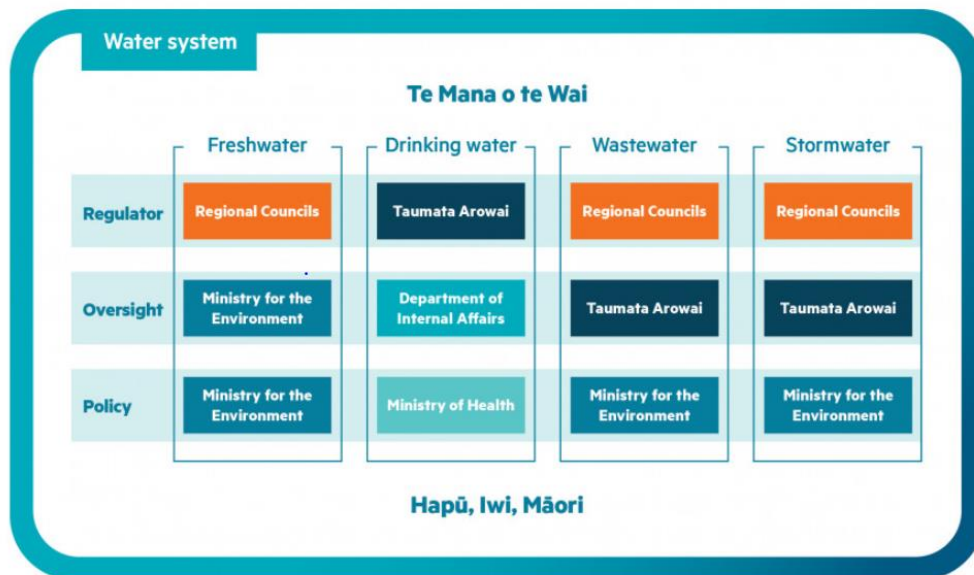 Water system
Te Mana o te Wai
Freshwater Drinking water Wastewater Stormwater
Regulator Regional Councils Taumata Arowai Regional Councils Regional Councils
Oversight Ministry for the Environment Department of Internal Affairs Taumata Arowai Taumata Arowai
Policy Ministry for the Environment Ministry of Health Ministry for the Environment Ministry for the Environment
Hapū, Iwi, Māori